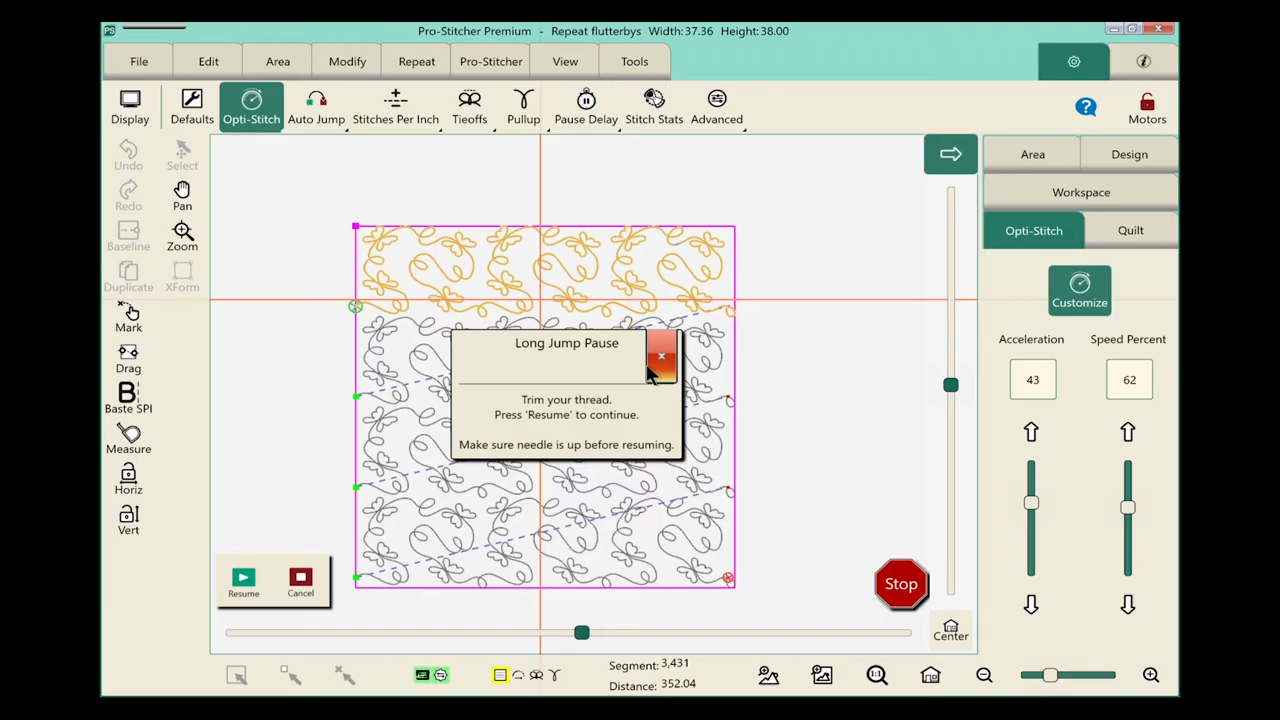 PS
Pro-Stitcher Premium - Repeat flutterbys Width:37.36 Height:38.00
File Edit Area Modify Repeat Pro-Stitcher View Tools
Display Defaults Opti-Stitch Auto Jump Stitches Per Inch Tieoffs Pullup Pause Delay Stitch Stats Advanced Motors
Undo Select
Redo Pan
Baseline Zoom
Duplicate XForm
Mark
Drag
B
Baste SPI
Measure
Horiz
Vert
Area Design
Workspace
Opti-Stitch Quilt
Customize
Acceleration Speed Percent
43 62
Long Jump Pause
Trim your thread.
Press 'Resume' to continue.
Make sure needle is up before resuming.
Resume Cancel
Stop
Center
Segment: 3,431
Distance: 352.04
1:1